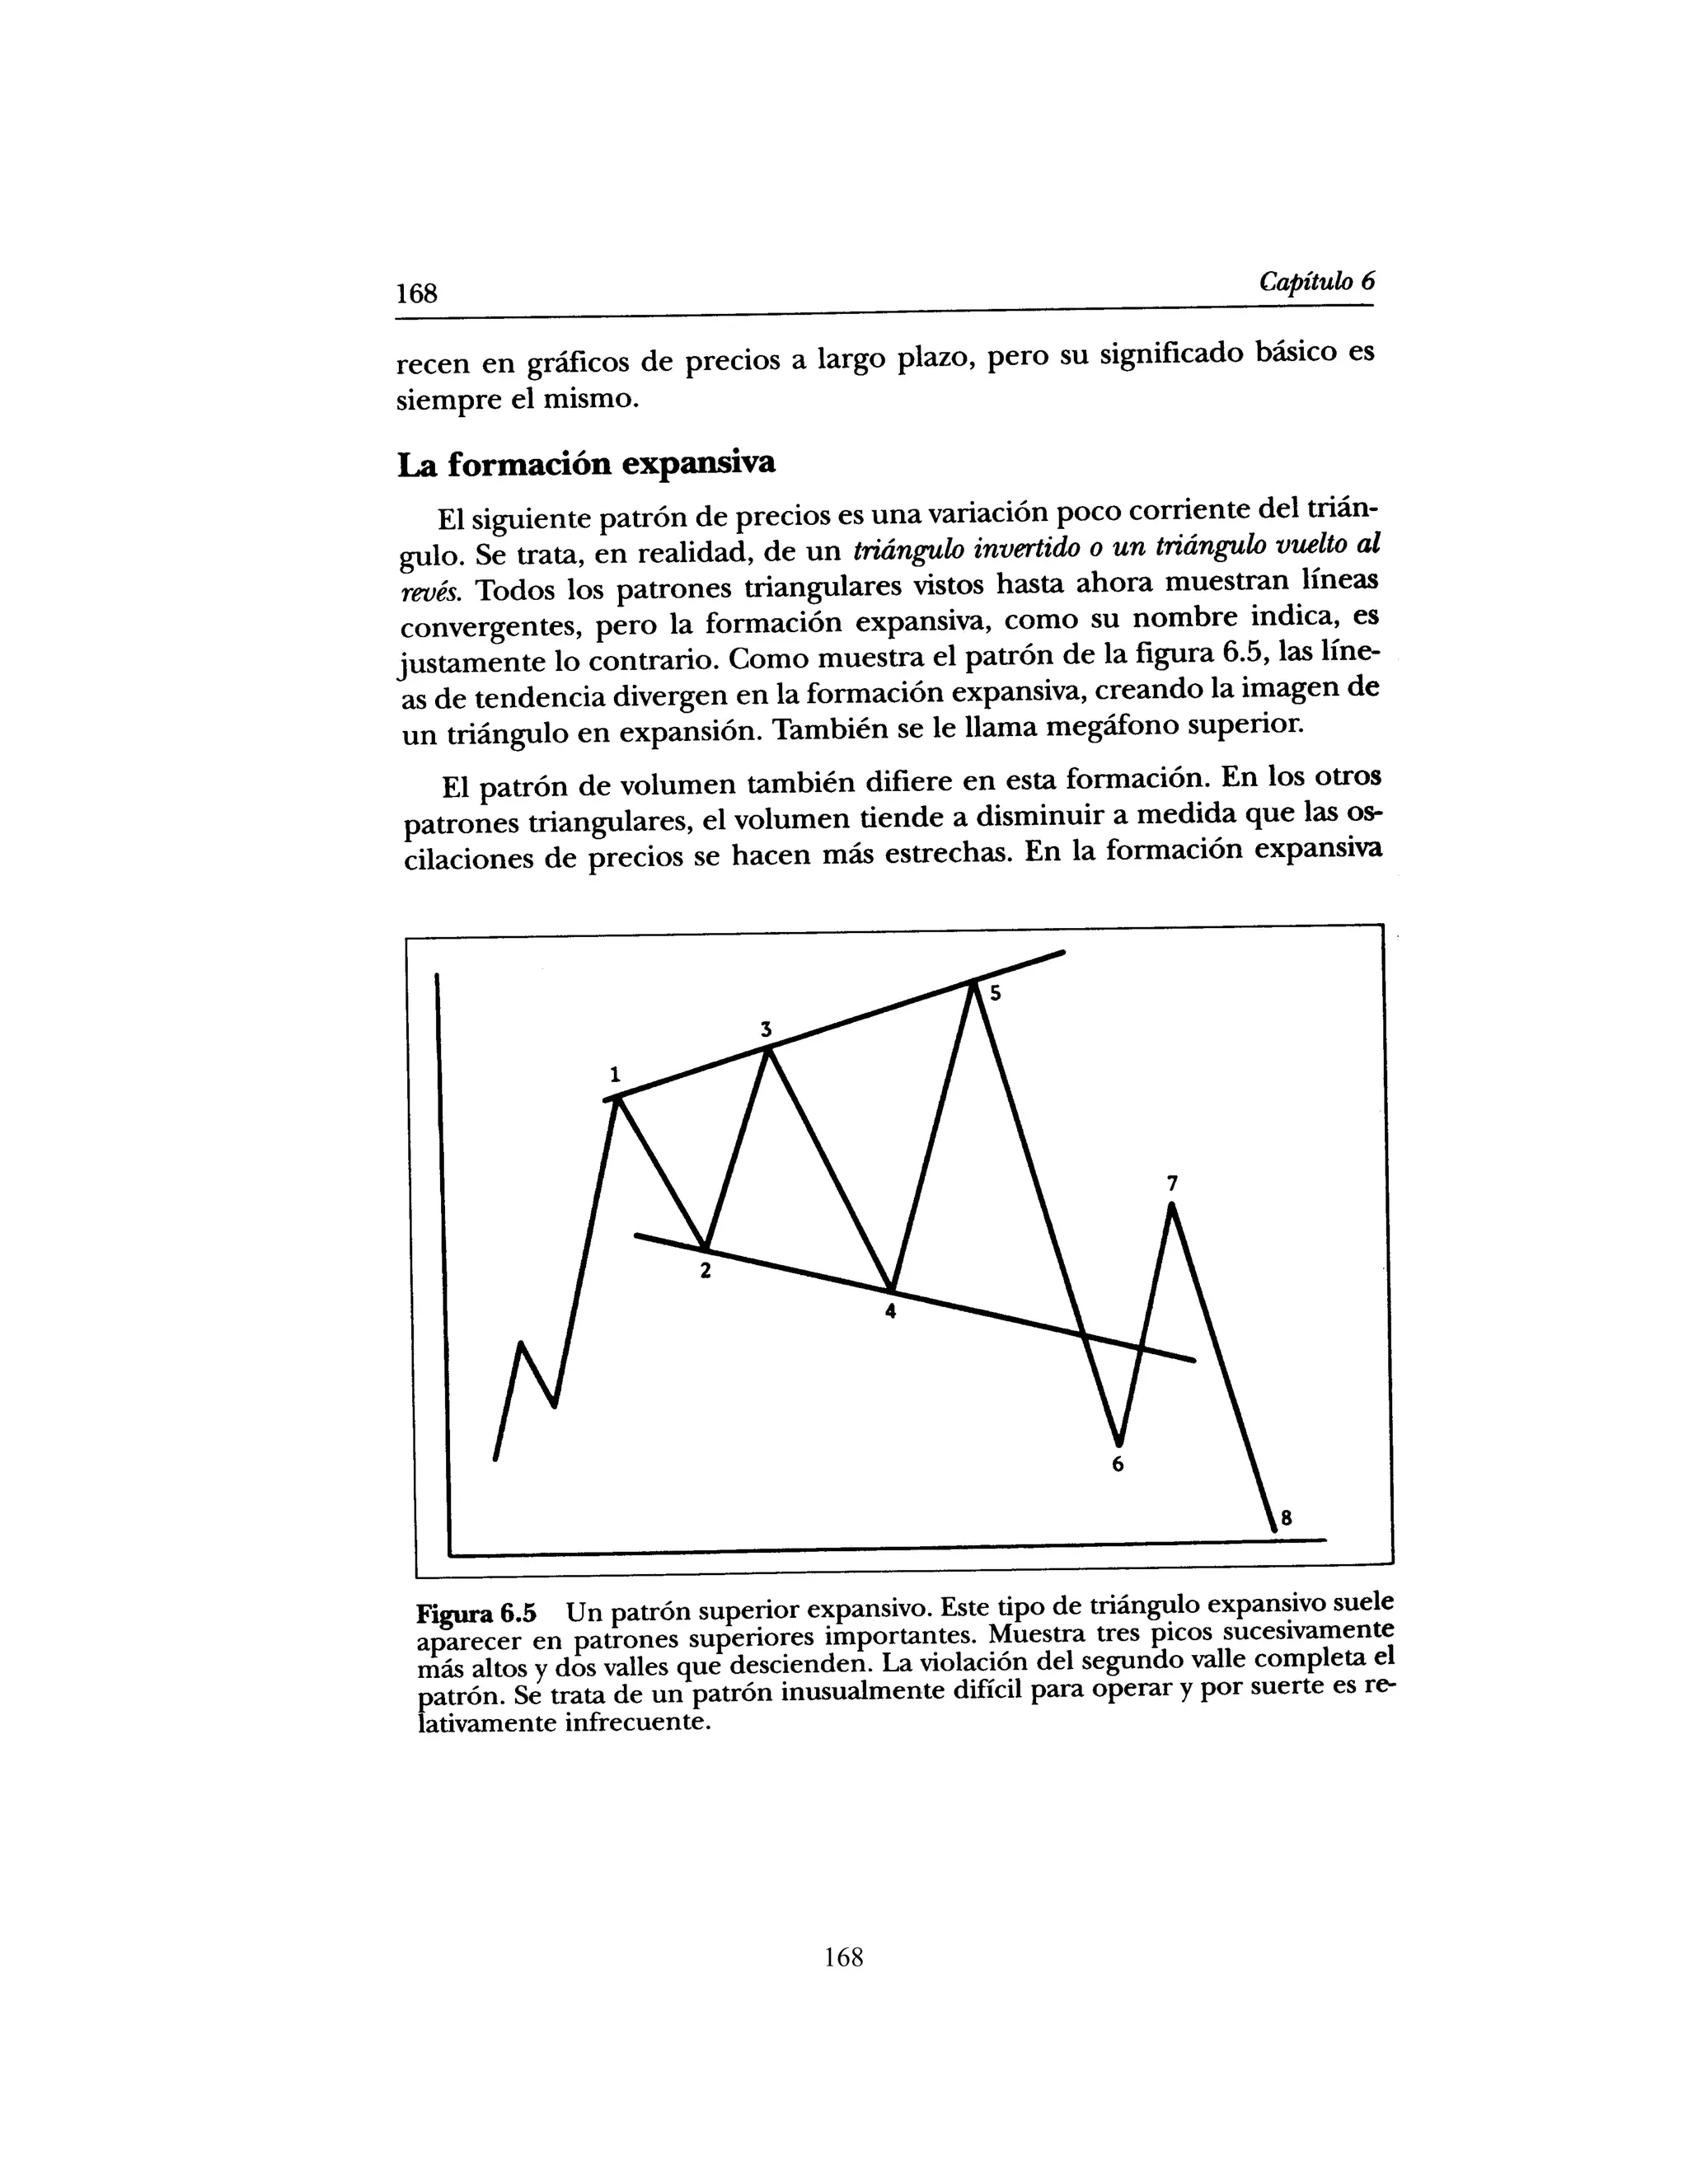 168
Capítulo 6
recen en gráficos de precios a largo plazo, pero su significado básico es
siempre el mismo.
La formación expansiva
El siguiente patrón de precios es una variación poco corriente del trián-
gulo. Se trata, en realidad, de un triángulo invertido o un triángulo vuelto al
revés. Todos los patrones triangulares vistos hasta ahora muestran líneas
convergentes, pero la formación expansiva, como su nombre indica, es
justamente lo contrario. Como muestra el patrón de la figura 6.5, las líne-
as de tendencia divergen en la formación expansiva, creando la imagen de
un triángulo en expansión. También se le llama megáfono superior.
El patrón de volumen también difiere en esta formación. En los otros
patrones triangulares, el volumen tiende a disminuir a medida que las os-
cilaciones de precios se hacen más estrechas. En la formación expansiva
1
2
3
4
5
6
7
8
Figura 6.5 Un patrón superior expansivo. Este tipo de triángulo expansivo suele
aparecer en patrones superiores importantes. Muestra tres picos sucesivamente
más altos y dos valles que descienden. La violación del segundo valle completa el
patrón. Se trata de un patrón inusualmente difícil para operar y por suerte es re-
lativamente infrecuente.
168